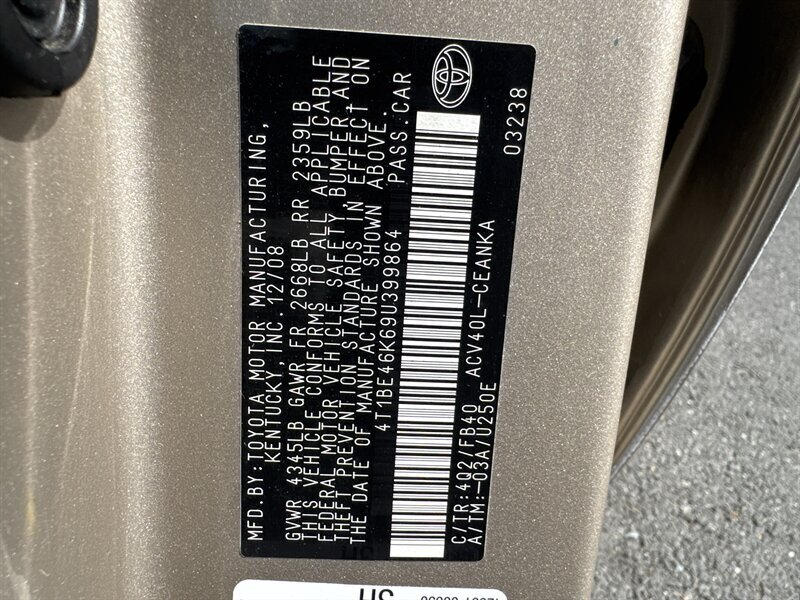 MFD. BY: TOYOTA MOTOR MANUFACTURING,
KENTUCKY, INC. 12/08
GVWR 4345LB GAWR FR 2668LB RR 2359LB
THIS VEHICLE CONFORMS TO ALL APPLICABLE
FEDERAL MOTOR VEHICLE SAFETY, BUMPER, AND
THEFT PREVENTION STANDARDS IN EFFECT ON
THE DATE OF MANUFACTURE SHOWN ABOVE.
4T1BE46K69U399864 PASS. CAR
C/TR: 4Q2/FB40 ACV40L-CEANKA
A/TM: -03A/U250E 03238